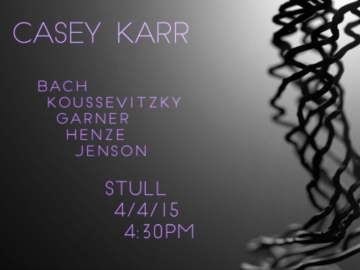 CASEY KARR
BACH
KOUSSEVITZKY
GARNER
HENZE
JENSON
STULL
4/4/15
4:30PM